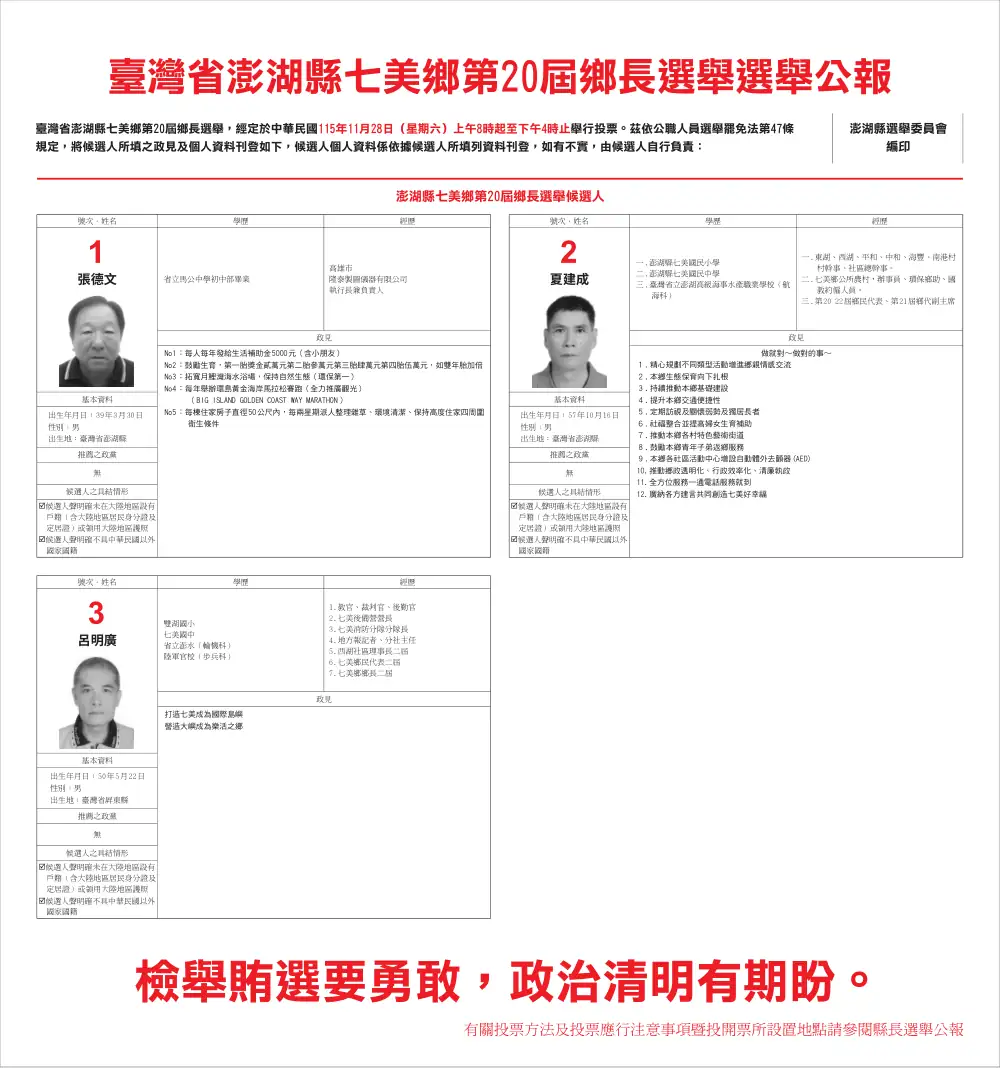 臺灣省澎湖縣七美鄉第20屆鄉長選舉選舉公報
臺灣省澎湖縣七美鄉第20屆鄉長選舉，經定於中華民國115年11月28日（星期六）上午8時起至下午4時止舉行投票。茲依公職人員選舉罷免法第47條
規定，將候選人所填之政見及個人資料刊登如下，候選人個人資料係依據候選人所填列資料刊登，如有不實，由候選人自行負責：
澎湖縣選舉委員會
編印
澎湖縣七美鄉第20屆鄉長選舉候選人
號次、姓名
學歷
經歷
1
張德文
省立馬公中學初中部畢業
高雄市
隆泰製圖儀器有限公司
執行長兼負責人
政見
No1：每人每年發給生活補助金5000元（含小朋友）
No2：鼓勵生育，第一胎獎金貳萬元第二胎參萬元第三胎肆萬元第四胎伍萬元，如雙年胎加倍
No3：拓寬月鯉灣海水浴場，保持自然生態（環保第一）
No4：每年舉辦環島黃金海岸馬拉松賽跑（全力推廣觀光）
（BIG ISLAND GOLDEN COAST WAY MARATHON）
No5：每棟住家房子直徑50公尺內，每兩星期派人整理雜草、環境清潔、保持高度住家四周圍
衛生條件
基本資料
出生年月日：39年3月30日
性別：男
出生地：臺灣省澎湖縣
推薦之政黨
無
候選人之具結情形
☑候選人聲明確未在大陸地區設有
戶籍（含大陸地區居民身分證及
定居證）或領用大陸地區護照
☑候選人聲明確不具中華民國以外
國家國籍
號次、姓名
學歷
經歷
2
夏建成
一.澎湖縣七美國民小學
二.澎湖縣七美國民中學
三.臺灣省立澎湖高級海事水產職業學校（航
海科）
一.東湖、西湖、平和、中和、海豐、南港村
村幹事，社區總幹事。
二.七美鄉公所農村，辦事員、環保鄉助、國
教約僱人員。
三.第20 22屆鄉民代表、第21屆鄉代副主席
政見
做就對～做對的事～
1.精心規劃不同類型活動增進鄉親情感交流
2.本鄉生態保育向下扎根
3.持續推動本鄉基礎建設
4.提升本鄉交通便捷性
5.定期訪視及關懷弱勢及獨居長者
6.社福整合並提高婦女生育補助
7.推動本鄉各村特色藝術街道
8.鼓勵本鄉青年子弟返鄉服務
9.本鄉各社區活動中心增設自動體外去顫器(AED)
10.推動鄉政透明化、行政效率化、清廉執政
11.全方位服務一通電話服務就到
12.廣納各方建言共同創造七美好幸福
基本資料
出生年月日：57年10月16日
性別：男
出生地：臺灣省澎湖縣
推薦之政黨
無
候選人之具結情形
☑候選人聲明確未在大陸地區設有
戶籍（含大陸地區居民身分證及
定居證）或領用大陸地區護照
☑候選人聲明確不具中華民國以外
國家國籍
號次、姓名
學歷
經歷
3
呂明廣
雙湖國小
七美國中
省立澎水（輪機科）
陸軍官校（步兵科）
1.教官、裁判官、後勤官
2.七美後備營營長
3.七美消防分隊分隊長
4.地方報記者、分社主任
5.西湖社區理事長二屆
6.七美鄉民代表二屆
7.七美鄉鄉長二屆
政見
打造七美成為國際島嶼
營造大嶼成為樂活之鄉
基本資料
出生年月日：50年5月22日
性別：男
出生地：臺灣省屏東縣
推薦之政黨
無
候選人之具結情形
☑候選人聲明確未在大陸地區設有
戶籍（含大陸地區居民身分證及
定居證）或領用大陸地區護照
☑候選人聲明確不具中華民國以外
國家國籍
檢舉賄選要勇敢，政治清明有期盼。
有關投票方法及投票應行注意事項暨投開票所設置地點請參閱縣長選舉公報